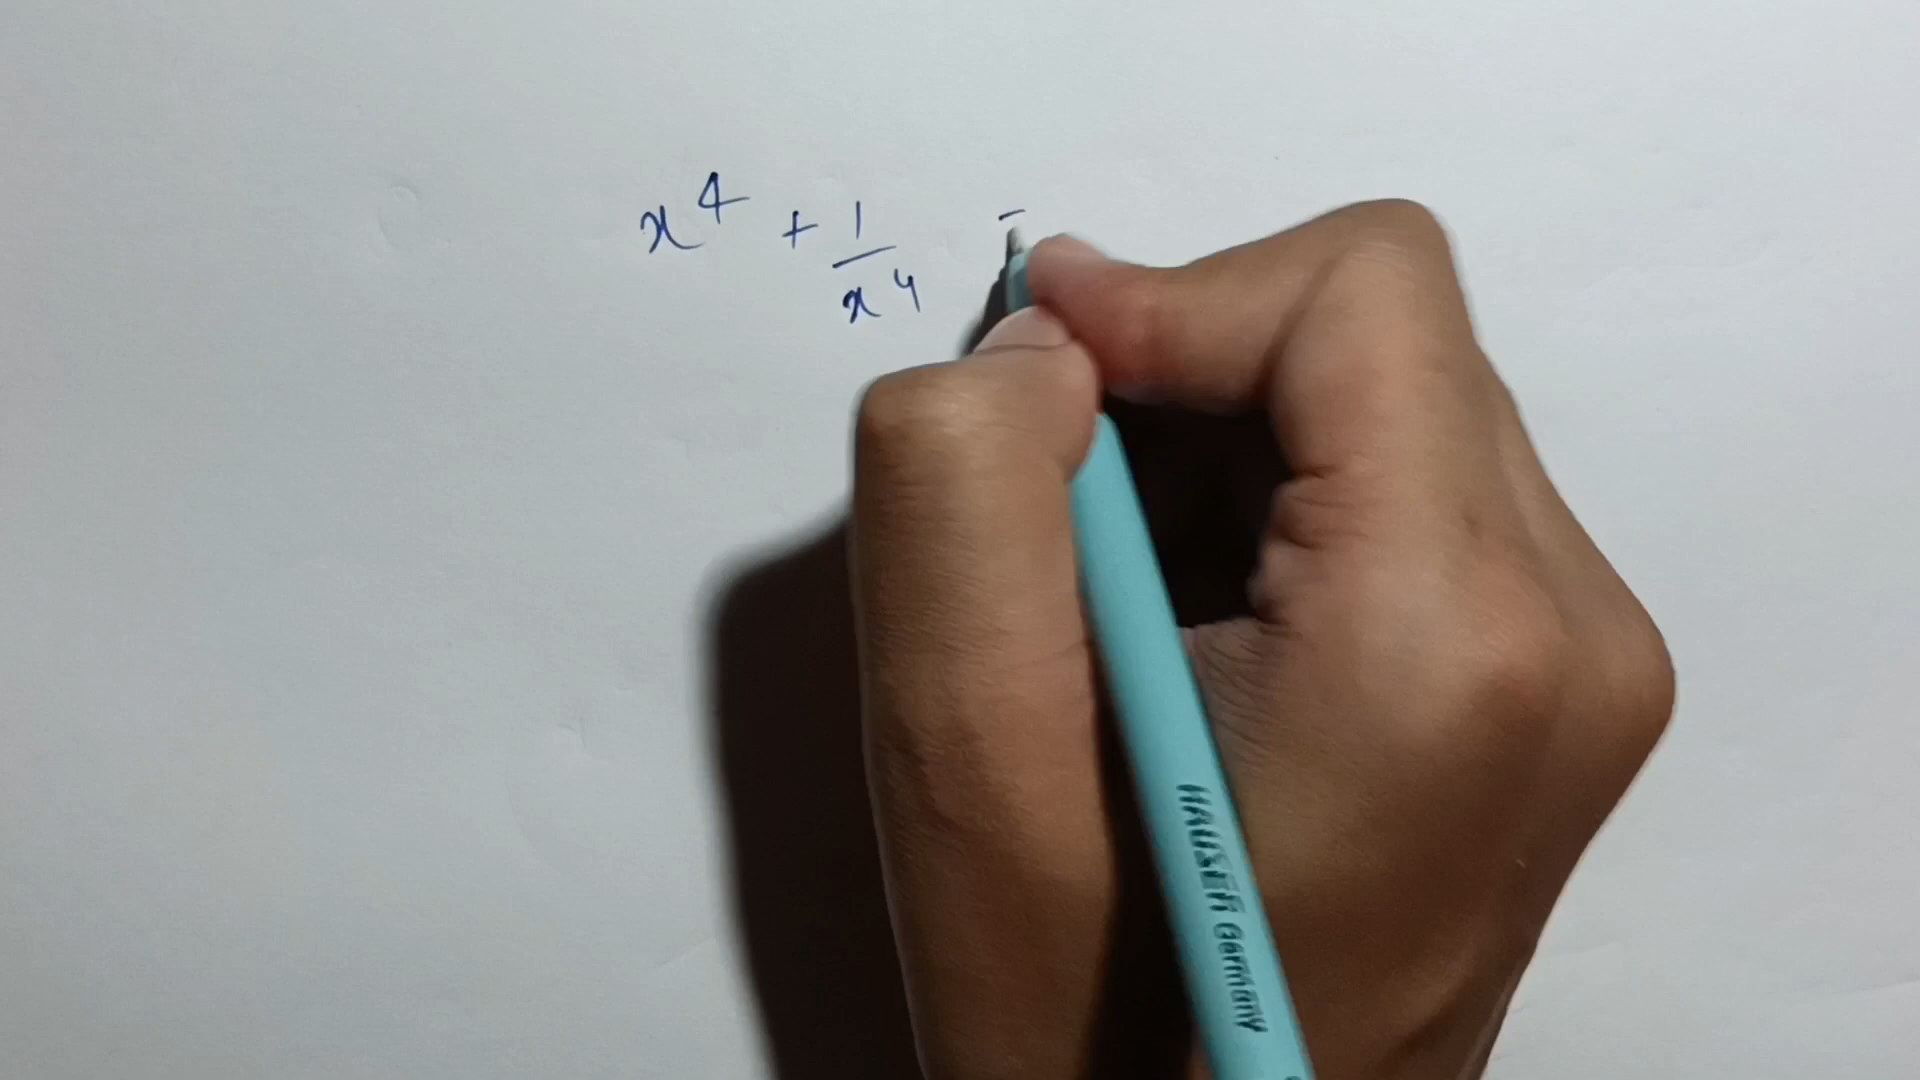 x⁴ + 1/x⁴ =
HAUSER Germany